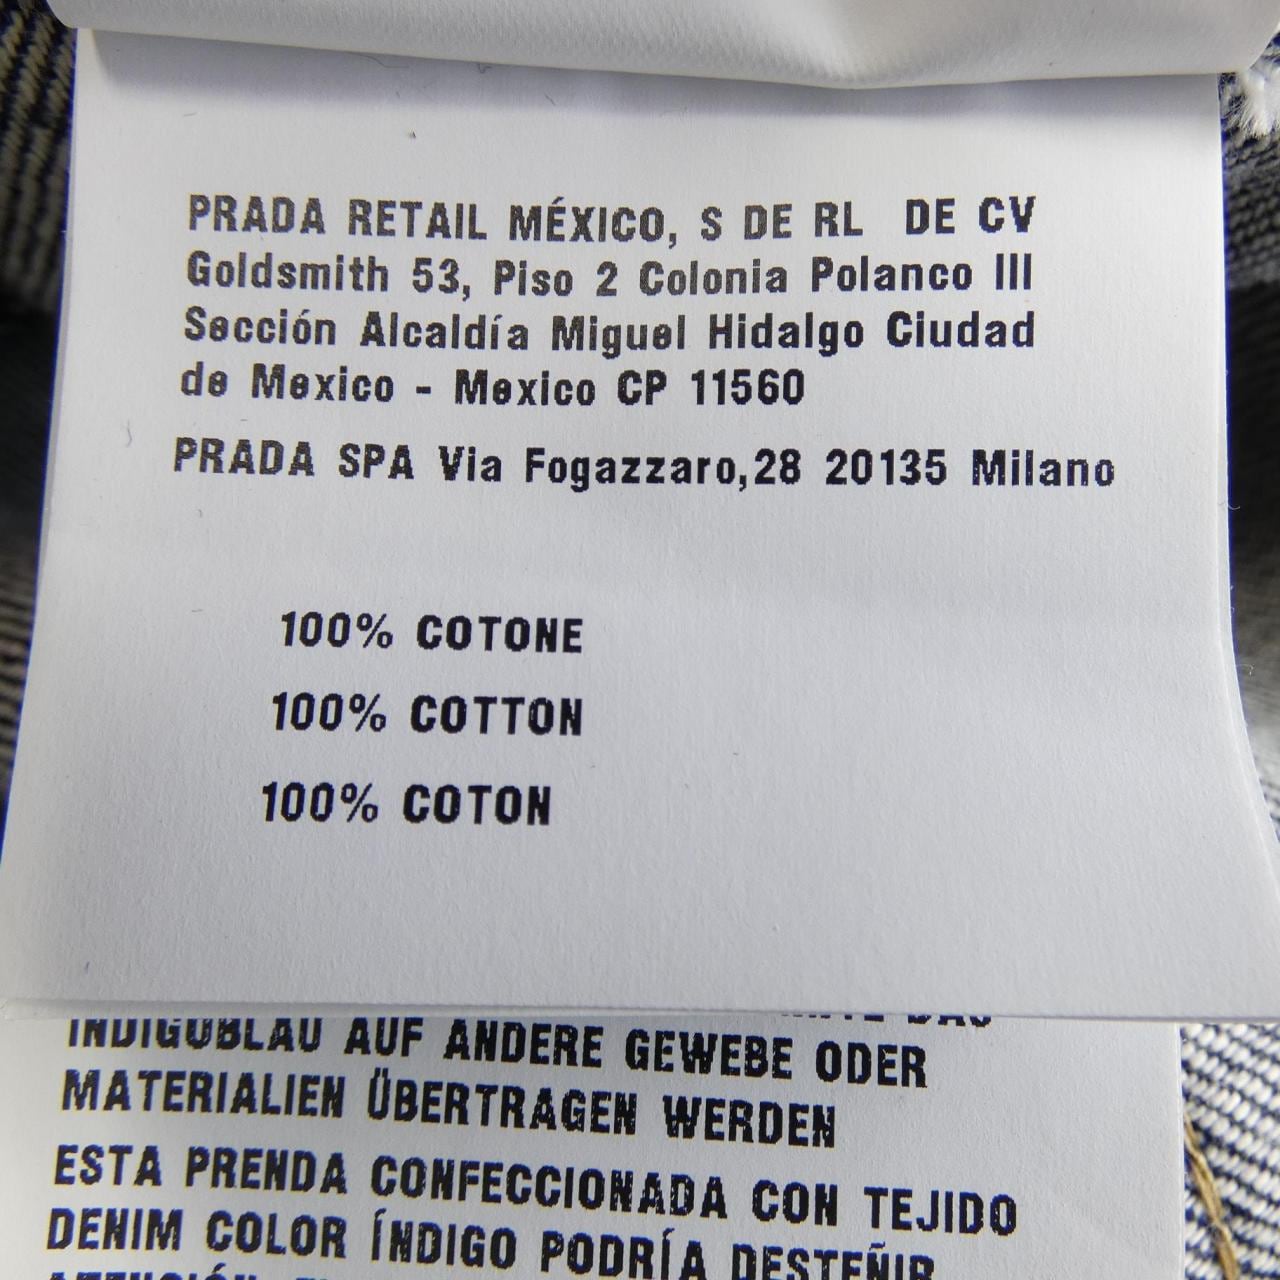 PRADA RETAIL MÉXICO, S DE RL DE CV
Goldsmith 53, Piso 2 Colonia Polanco III
Sección Alcaldía Miguel Hidalgo Ciudad
de Mexico - Mexico CP 11560
PRADA SPA Via Fogazzaro,28 20135 Milano
100% COTONE
100% COTTON
100% COTON
DAS
INDIGOBLAU AUF ANDERE GEWEBE ODER
MATERIALIEN ÜBERTRAGEN WERDEN
ESTA PRENDA CONFECCIONADA CON TEJIDO
DENIM COLOR ÍNDIGO PODRÍA DESTEÑIR